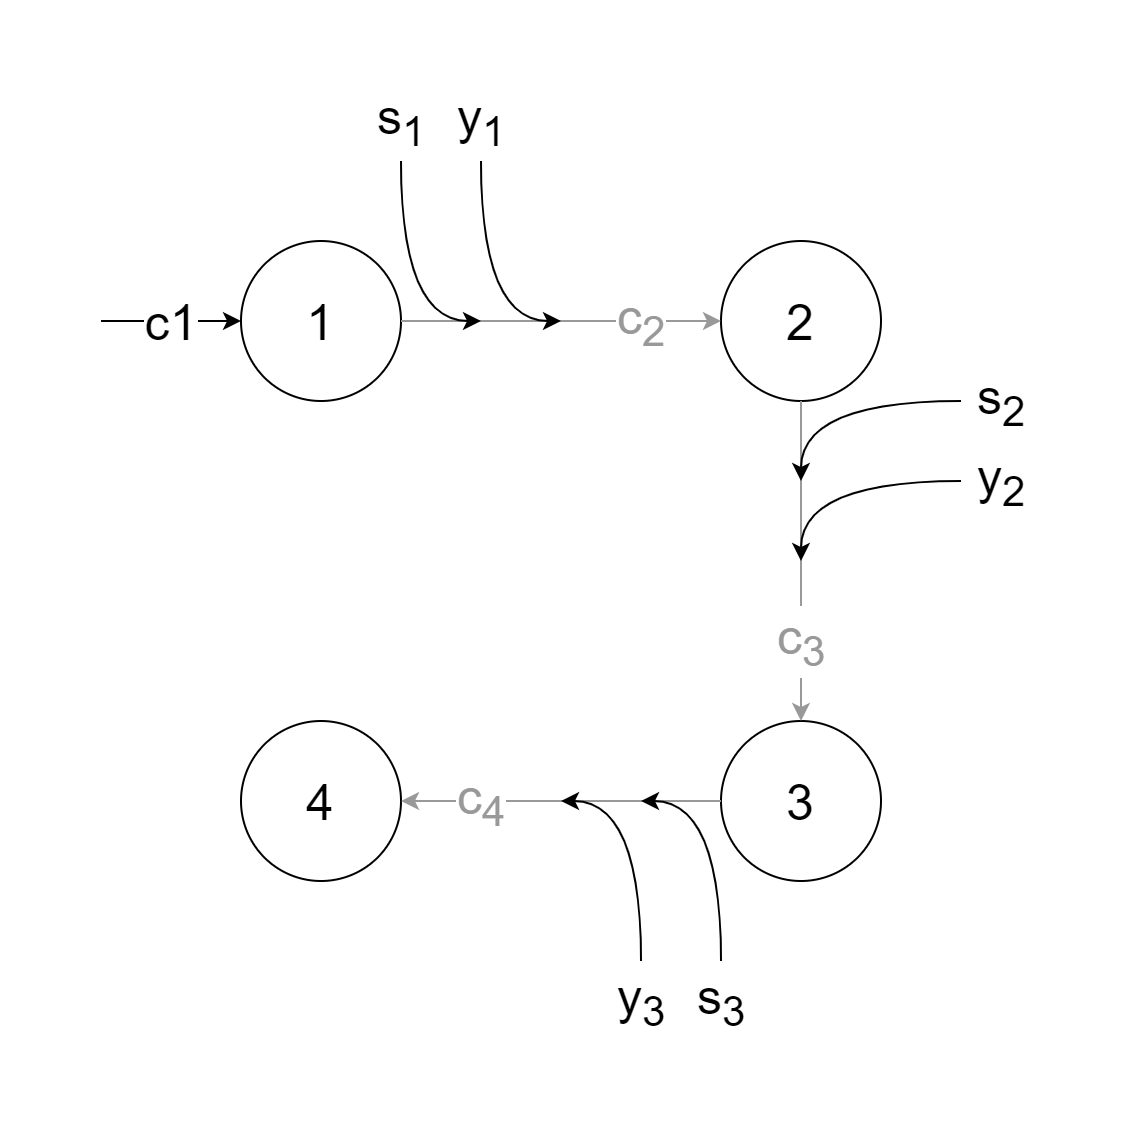 s₁ y₁
c1 1 c₂ 2
s₂
y₂
c₃
4 c₄ 3
y₃ s₃